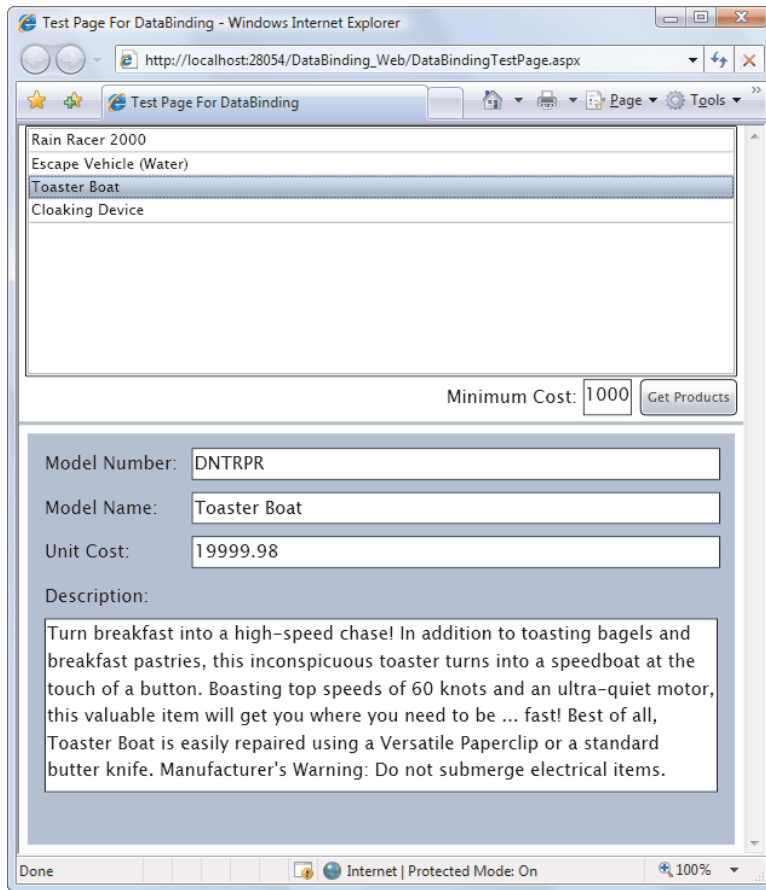 Test Page For DataBinding - Windows Internet Explorer
http://localhost:28054/DataBinding_Web/DataBindingTestPage.aspx
Test Page For DataBinding
Page
Tools
Rain Racer 2000
Escape Vehicle (Water)
Toaster Boat
Cloaking Device
Minimum Cost: 1000 Get Products
Model Number: DNTRPR
Model Name: Toaster Boat
Unit Cost: 19999.98
Description:
Turn breakfast into a high-speed chase! In addition to toasting bagels and
breakfast pastries, this inconspicuous toaster turns into a speedboat at the
touch of a button. Boasting top speeds of 60 knots and an ultra-quiet motor,
this valuable item will get you where you need to be ... fast! Best of all,
Toaster Boat is easily repaired using a Versatile Paperclip or a standard
butter knife. Manufacturer's Warning: Do not submerge electrical items.
Done Internet | Protected Mode: On 100%